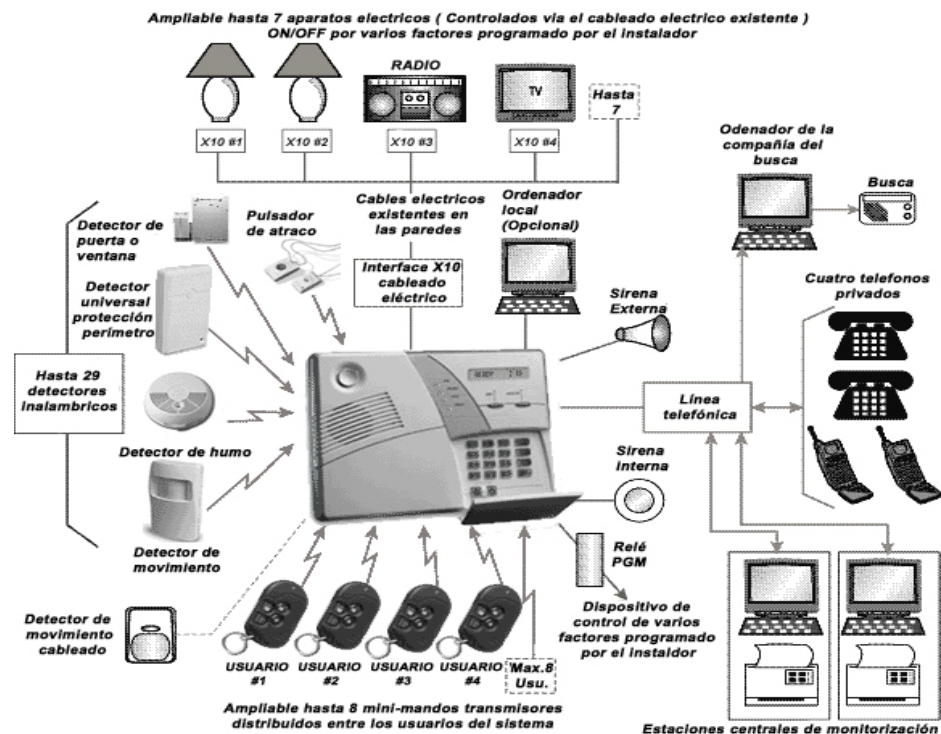 Ampliable hasta 7 aparatos electricos ( Controlados via el cableado electrico existente )
ON/OFF por varios factores programado por el instalador
RADIO
TV
Hasta
7
X10 #1
X10 #2
X10 #3
X10 #4
Odenador de la
compañía del
busca
Busca
Detector de
puerta o
ventana
Pulsador
de atraco
Cables electricos
existentes en
las paredes
Ordenador
local
(Opcional)
Detector
universal
protección
perímetro
Interface X10
cableado
eléctrico
Sirena
Externa
Cuatro telefonos
privados
Hasta 29
detectores
inalambricos
READY
Línea
telefónica
Detector de humo
Sirena
Interna
Detector de
movimiento
Relé
PGM
Detector de
movimiento
cableado
Dispositivo de
control de varios
factores programado
por el instaldor
USUARIO
#1
USUARIO
#2
USUARIO
#3
USUARIO
#4
Max.8
Usu.
Ampliable hasta 8 mini-mandos transmisores
distribuidos entre los usuarios del sistema
Estaciones centrales de monitorización